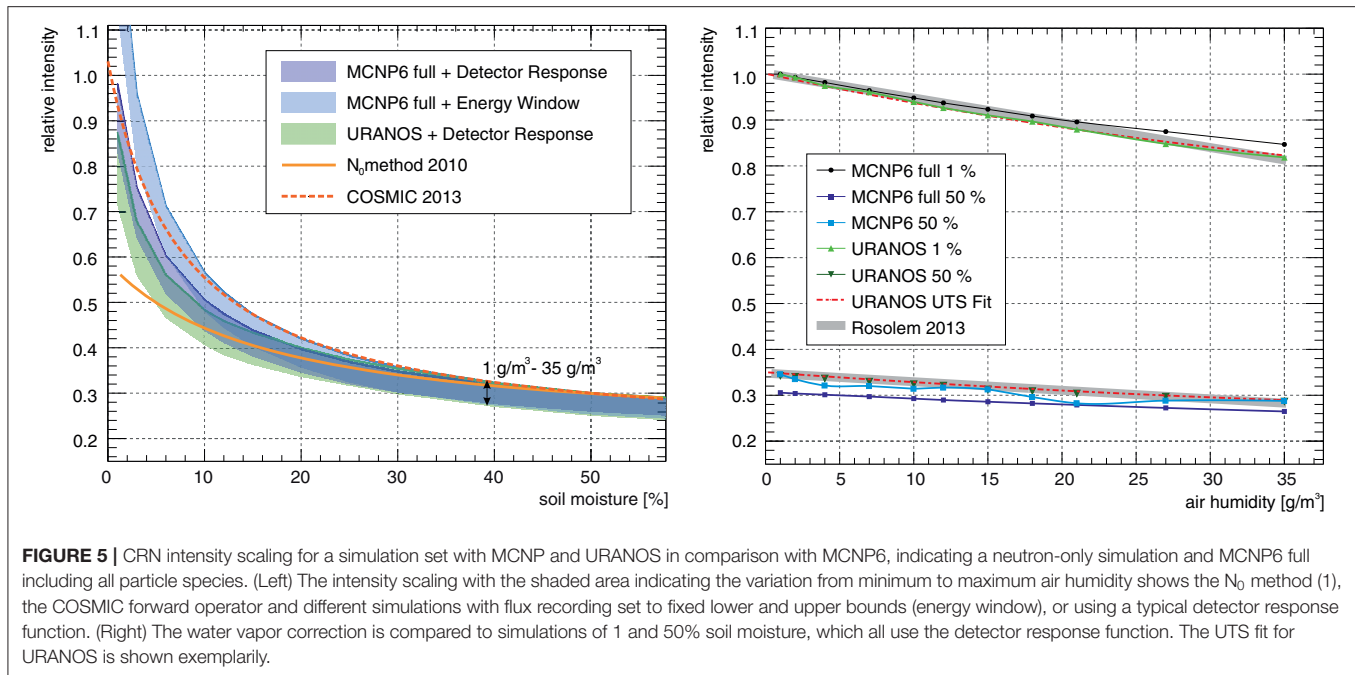 relative intensity
1.1
1.0
0.9
0.8
0.7
0.6
0.5
0.4
0.3
0.2
MCNP6 full + Detector Response
MCNP6 full + Energy Window
URANOS + Detector Response
N₀method 2010
COSMIC 2013
1 g/m³- 35 g/m³
0 10 20 30 40 50
soil moisture [%]
relative intensity
1.1
1.0
0.9
0.8
0.7
0.6
0.5
0.4
0.3
0.2
MCNP6 full 1 %
MCNP6 full 50 %
MCNP6 50 %
URANOS 1 %
URANOS 50 %
URANOS UTS Fit
Rosolem 2013
0 5 10 15 20 25 30 35
air humidity [g/m³]
FIGURE 5 | CRN intensity scaling for a simulation set with MCNP and URANOS in comparison with MCNP6, indicating a neutron-only simulation and MCNP6 full
including all particle species. (Left) The intensity scaling with the shaded area indicating the variation from minimum to maximum air humidity shows the N₀ method (1),
the COSMIC forward operator and different simulations with flux recording set to fixed lower and upper bounds (energy window), or using a typical detector response
function. (Right) The water vapor correction is compared to simulations of 1 and 50% soil moisture, which all use the detector response function. The UTS fit for
URANOS is shown exemplarily.